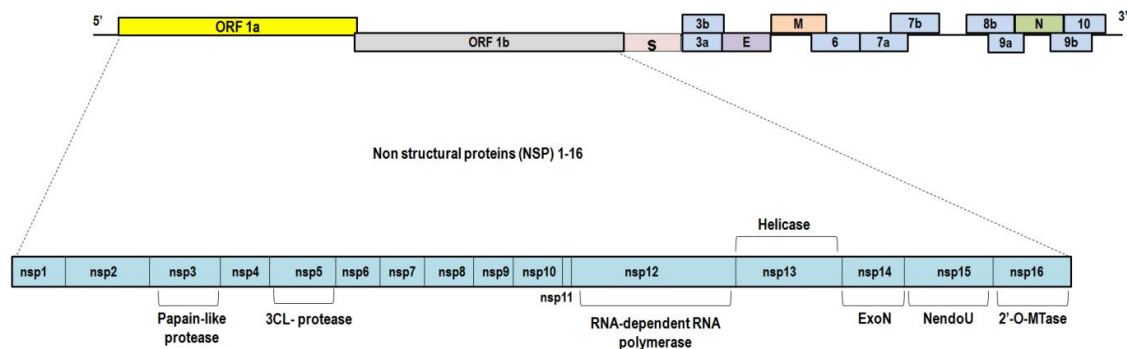 5’
ORF 1a
ORF 1b
S
3b
3a
E
M
6
7a
7b
8b
9a
N
9b
10
3’
Non structural proteins (NSP) 1-16
Helicase
nsp1
nsp2
nsp3
nsp4
nsp5
nsp6
nsp7
nsp8
nsp9
nsp10
nsp11
nsp12
nsp13
nsp14
nsp15
nsp16
Papain-like
protease
3CL- protease
RNA-dependent RNA
polymerase
ExoN
NendoU
2’-O-MTase